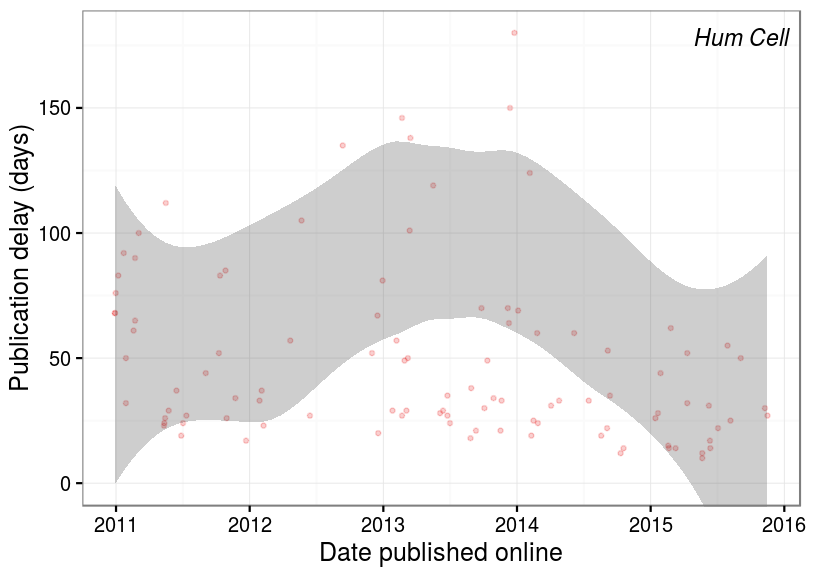 Hum Cell
Publication delay (days)
150
100
50
0
2011 2012 2013 2014 2015 2016
Date published online